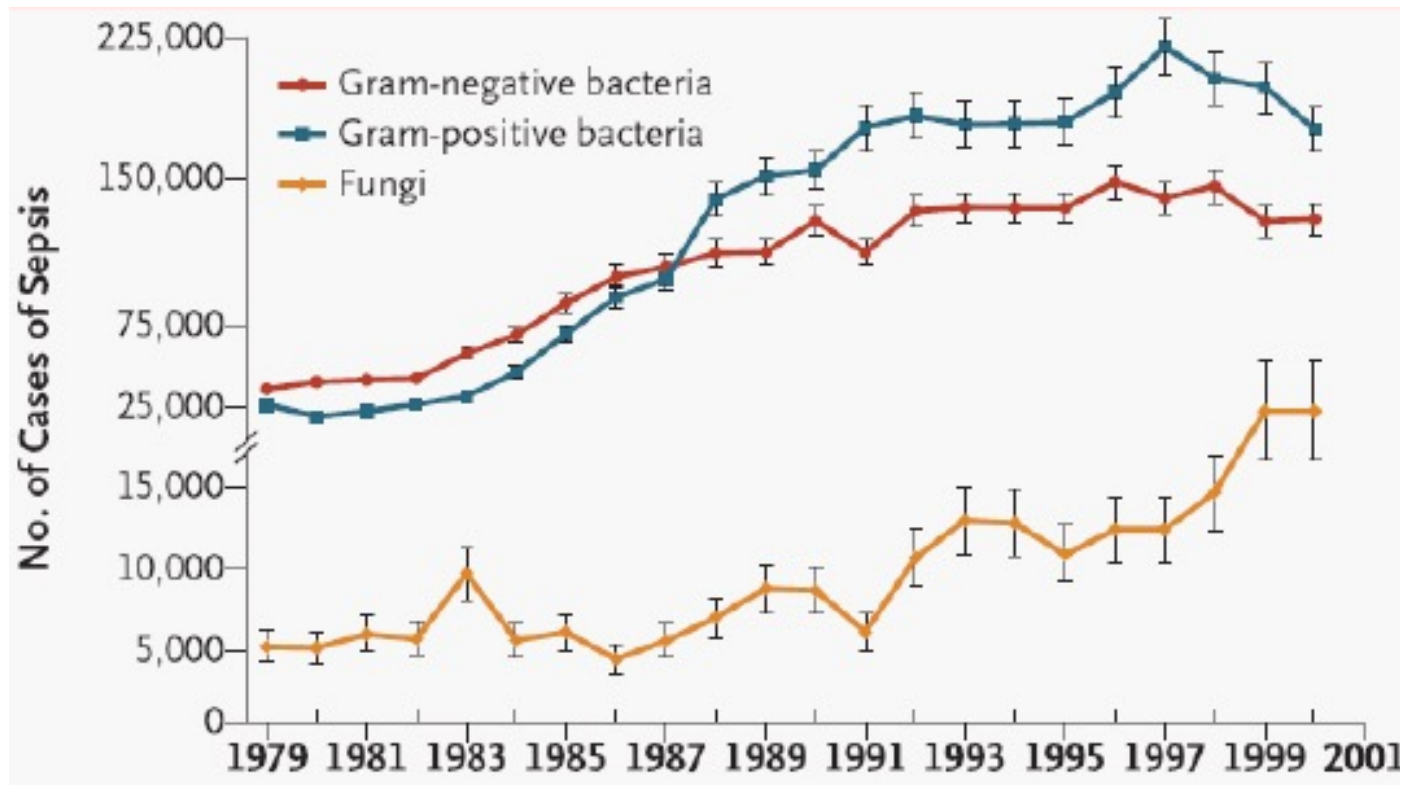 225,000
Gram-negative bacteria
Gram-positive bacteria
150,000
Fungi
No. of Cases of Sepsis
75,000
25,000
15,000
10,000
5,000
0
1979 1981 1983 1985 1987 1989 1991 1993 1995 1997 1999 2001